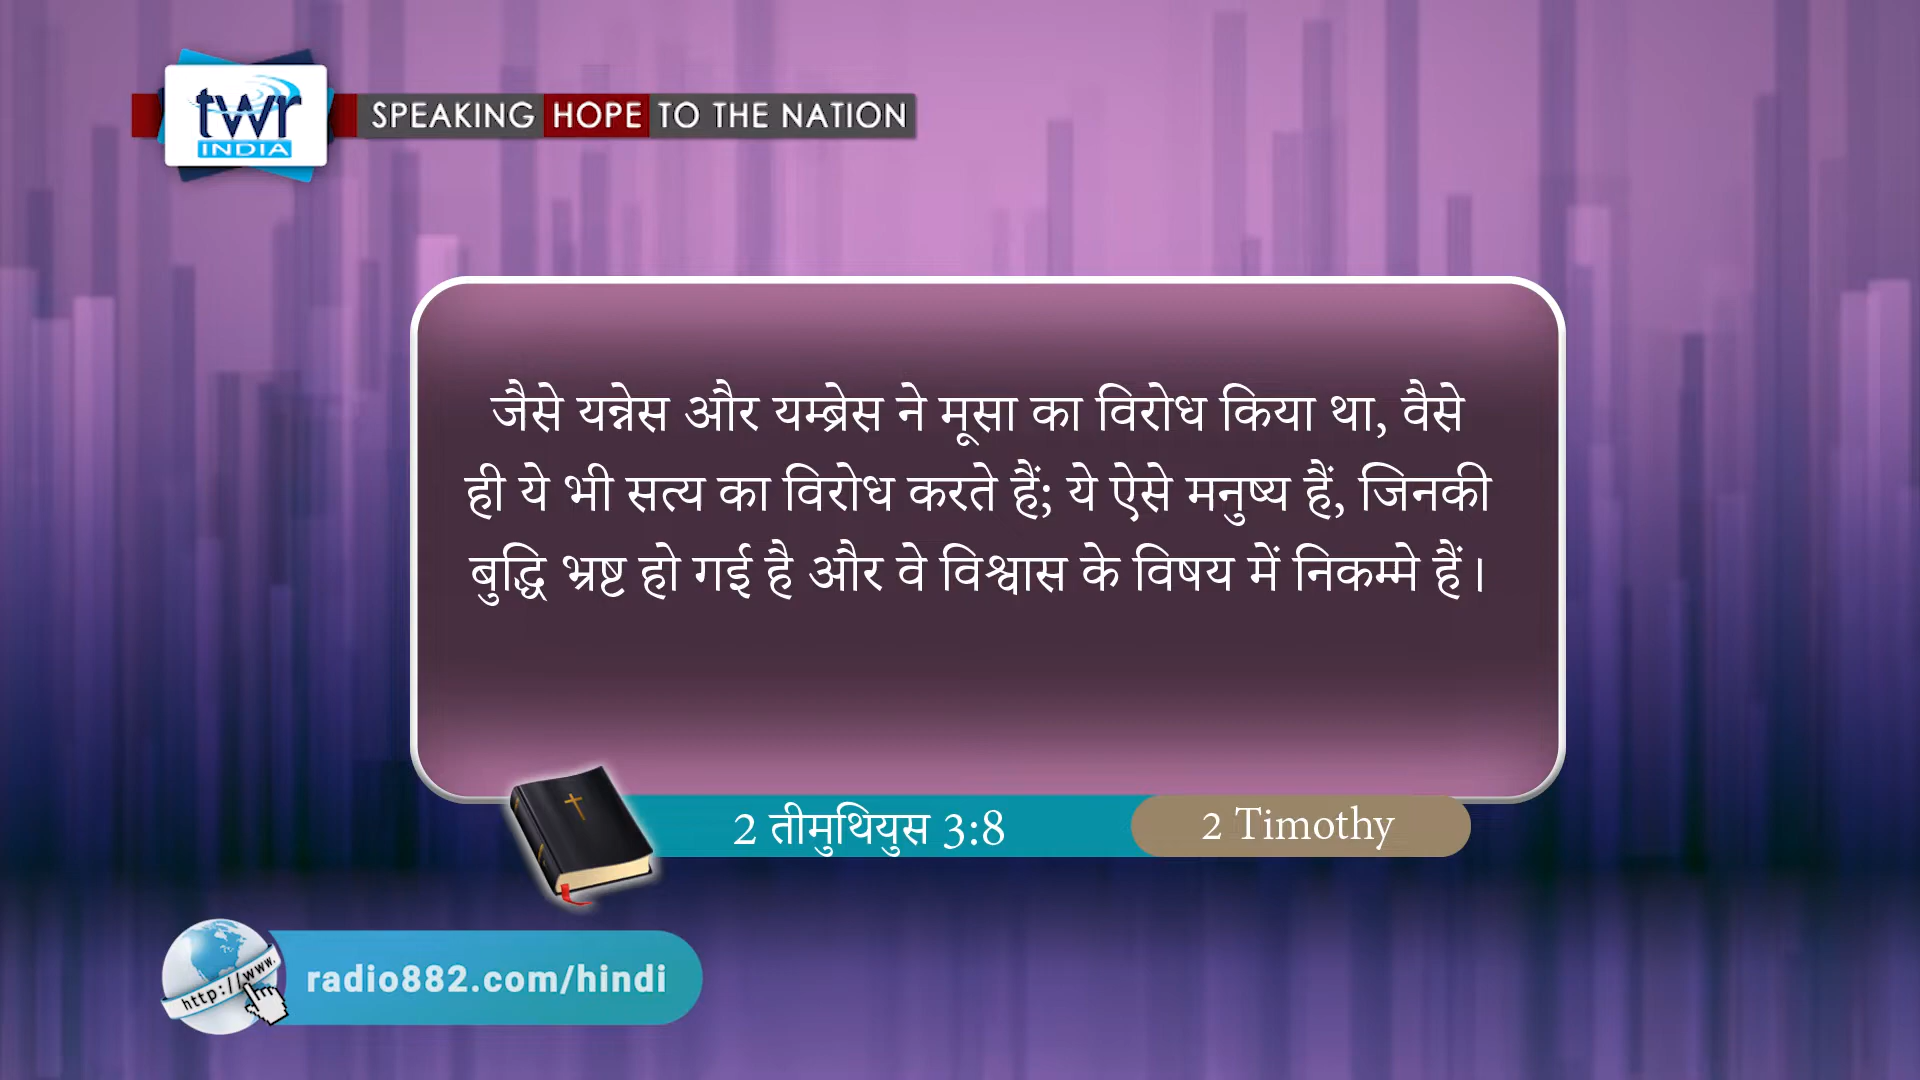 twr
INDIA
SPEAKING HOPE TO THE NATION
जैसे यन्नेस और यम्ब्रेस ने मूसा का विरोध किया था, वैसे
ही ये भी सत्य का विरोध करते हैं; ये ऐसे मनुष्य हैं, जिनकी
बुद्धि भ्रष्ट हो गई है और वे विश्वास के विषय में निकम्मे हैं।
2 तीमुथियुस 3:8
2 Timothy
http://www.
radio882.com/hindi